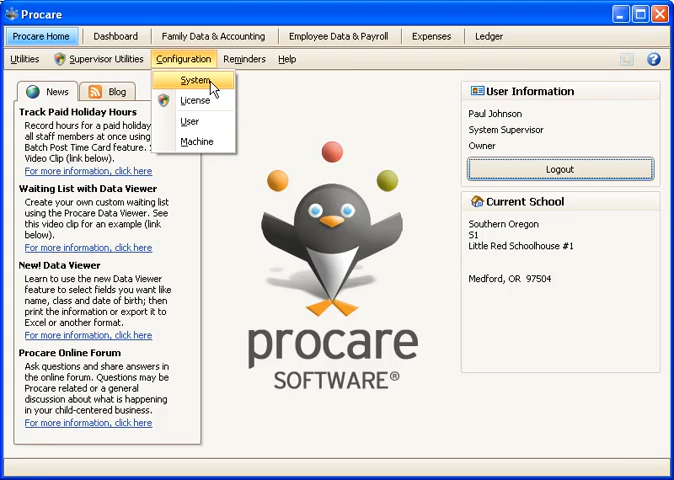 Procare
Procare Home
Dashboard
Family Data & Accounting
Employee Data & Payroll
Expenses
Ledger
Utilities
Supervisor Utilities
Configuration
Reminders
Help
System
License
User
Machine
News
Blog
Track Paid Holiday Hours
Record hours for a paid holiday
all staff members at once using
Batch Post Time Card feature. S
Video Clip (link below).
For more information, click here
Waiting List with Data Viewer
Create your own custom waiting
list using the Procare Data Viewer. See
this video clip for an example (link
below).
For more information, click here
New! Data Viewer
Learn to use the new Data Viewer
feature to select fields you want like
name, class and date of birth; then
print the information or export it to
Excel or another format.
For more information, click here
Procare Online Forum
Ask questions and share answers in
the online forum. Questions may be
Procare related or a general
discussion about what is happening
in your child-centered business.
For more information, click here
procare
SOFTWARE®
User Information
Paul Johnson
System Supervisor
Owner
Logout
Current School
Southern Oregon
S1
Little Red Schoolhouse #1
Medford, OR 97504